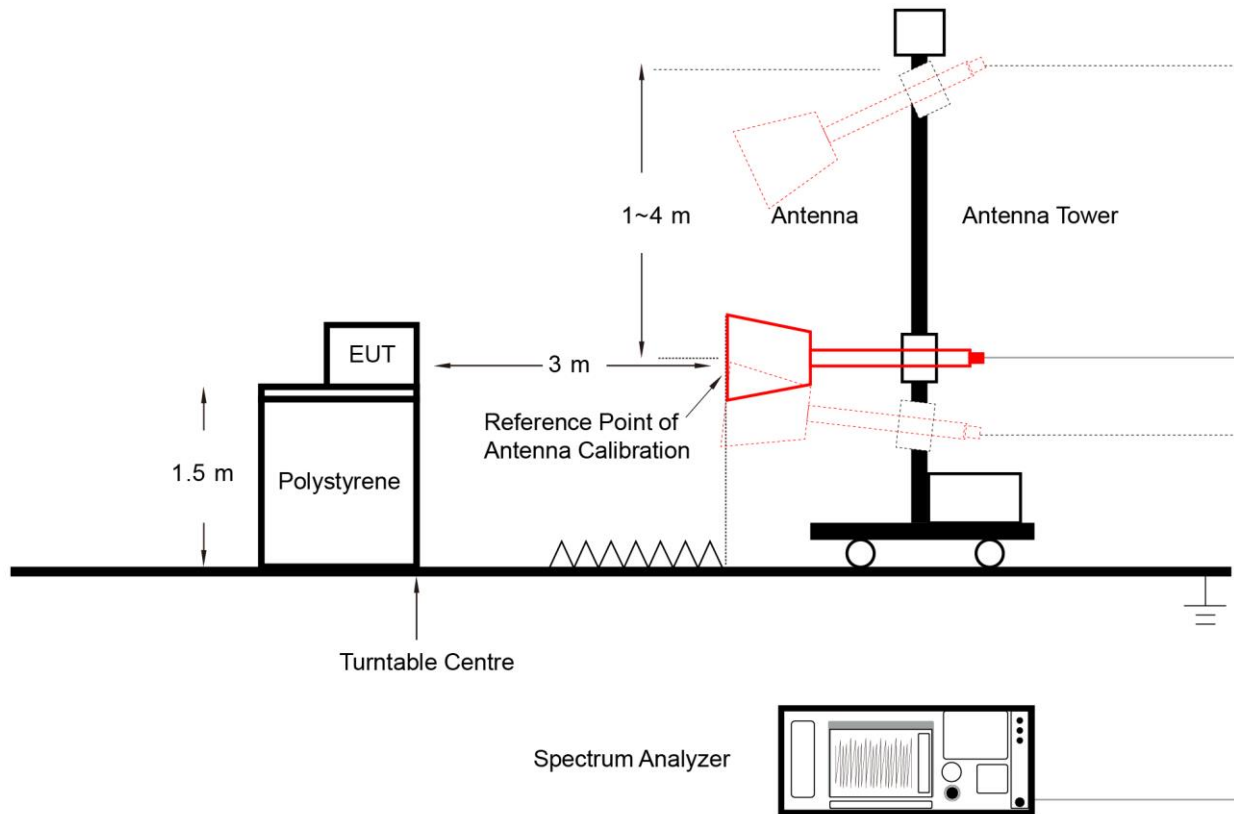 1~4 m
Antenna
Antenna Tower
EUT
3 m
Reference Point of
Antenna Calibration
1.5 m
Polystyrene
Turntable Centre
Spectrum Analyzer